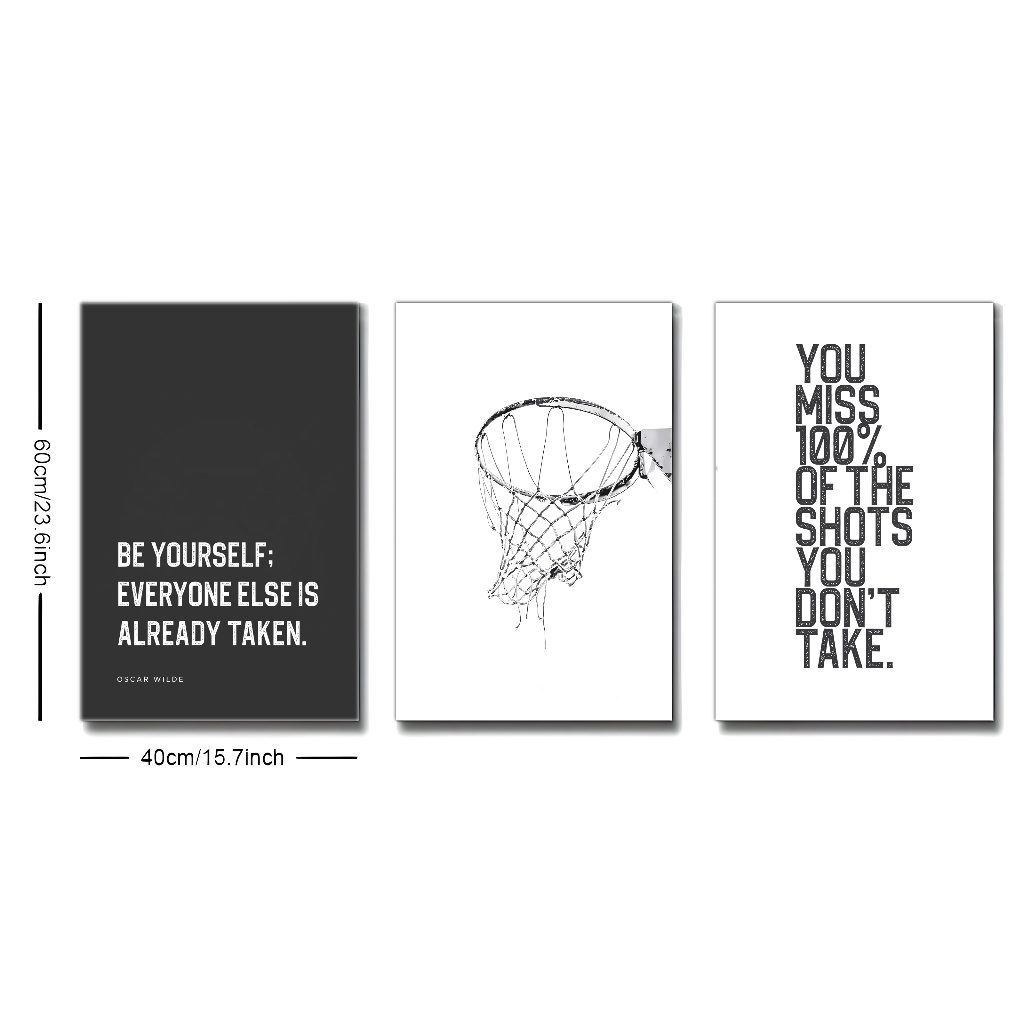 60cm/23.6inch
BE YOURSELF;
EVERYONE ELSE IS
ALREADY TAKEN.
OSCAR WILDE
40cm/15.7inch
YOU
MISS
100%
OF THE
SHOTS
YOU
DON'T
TAKE.